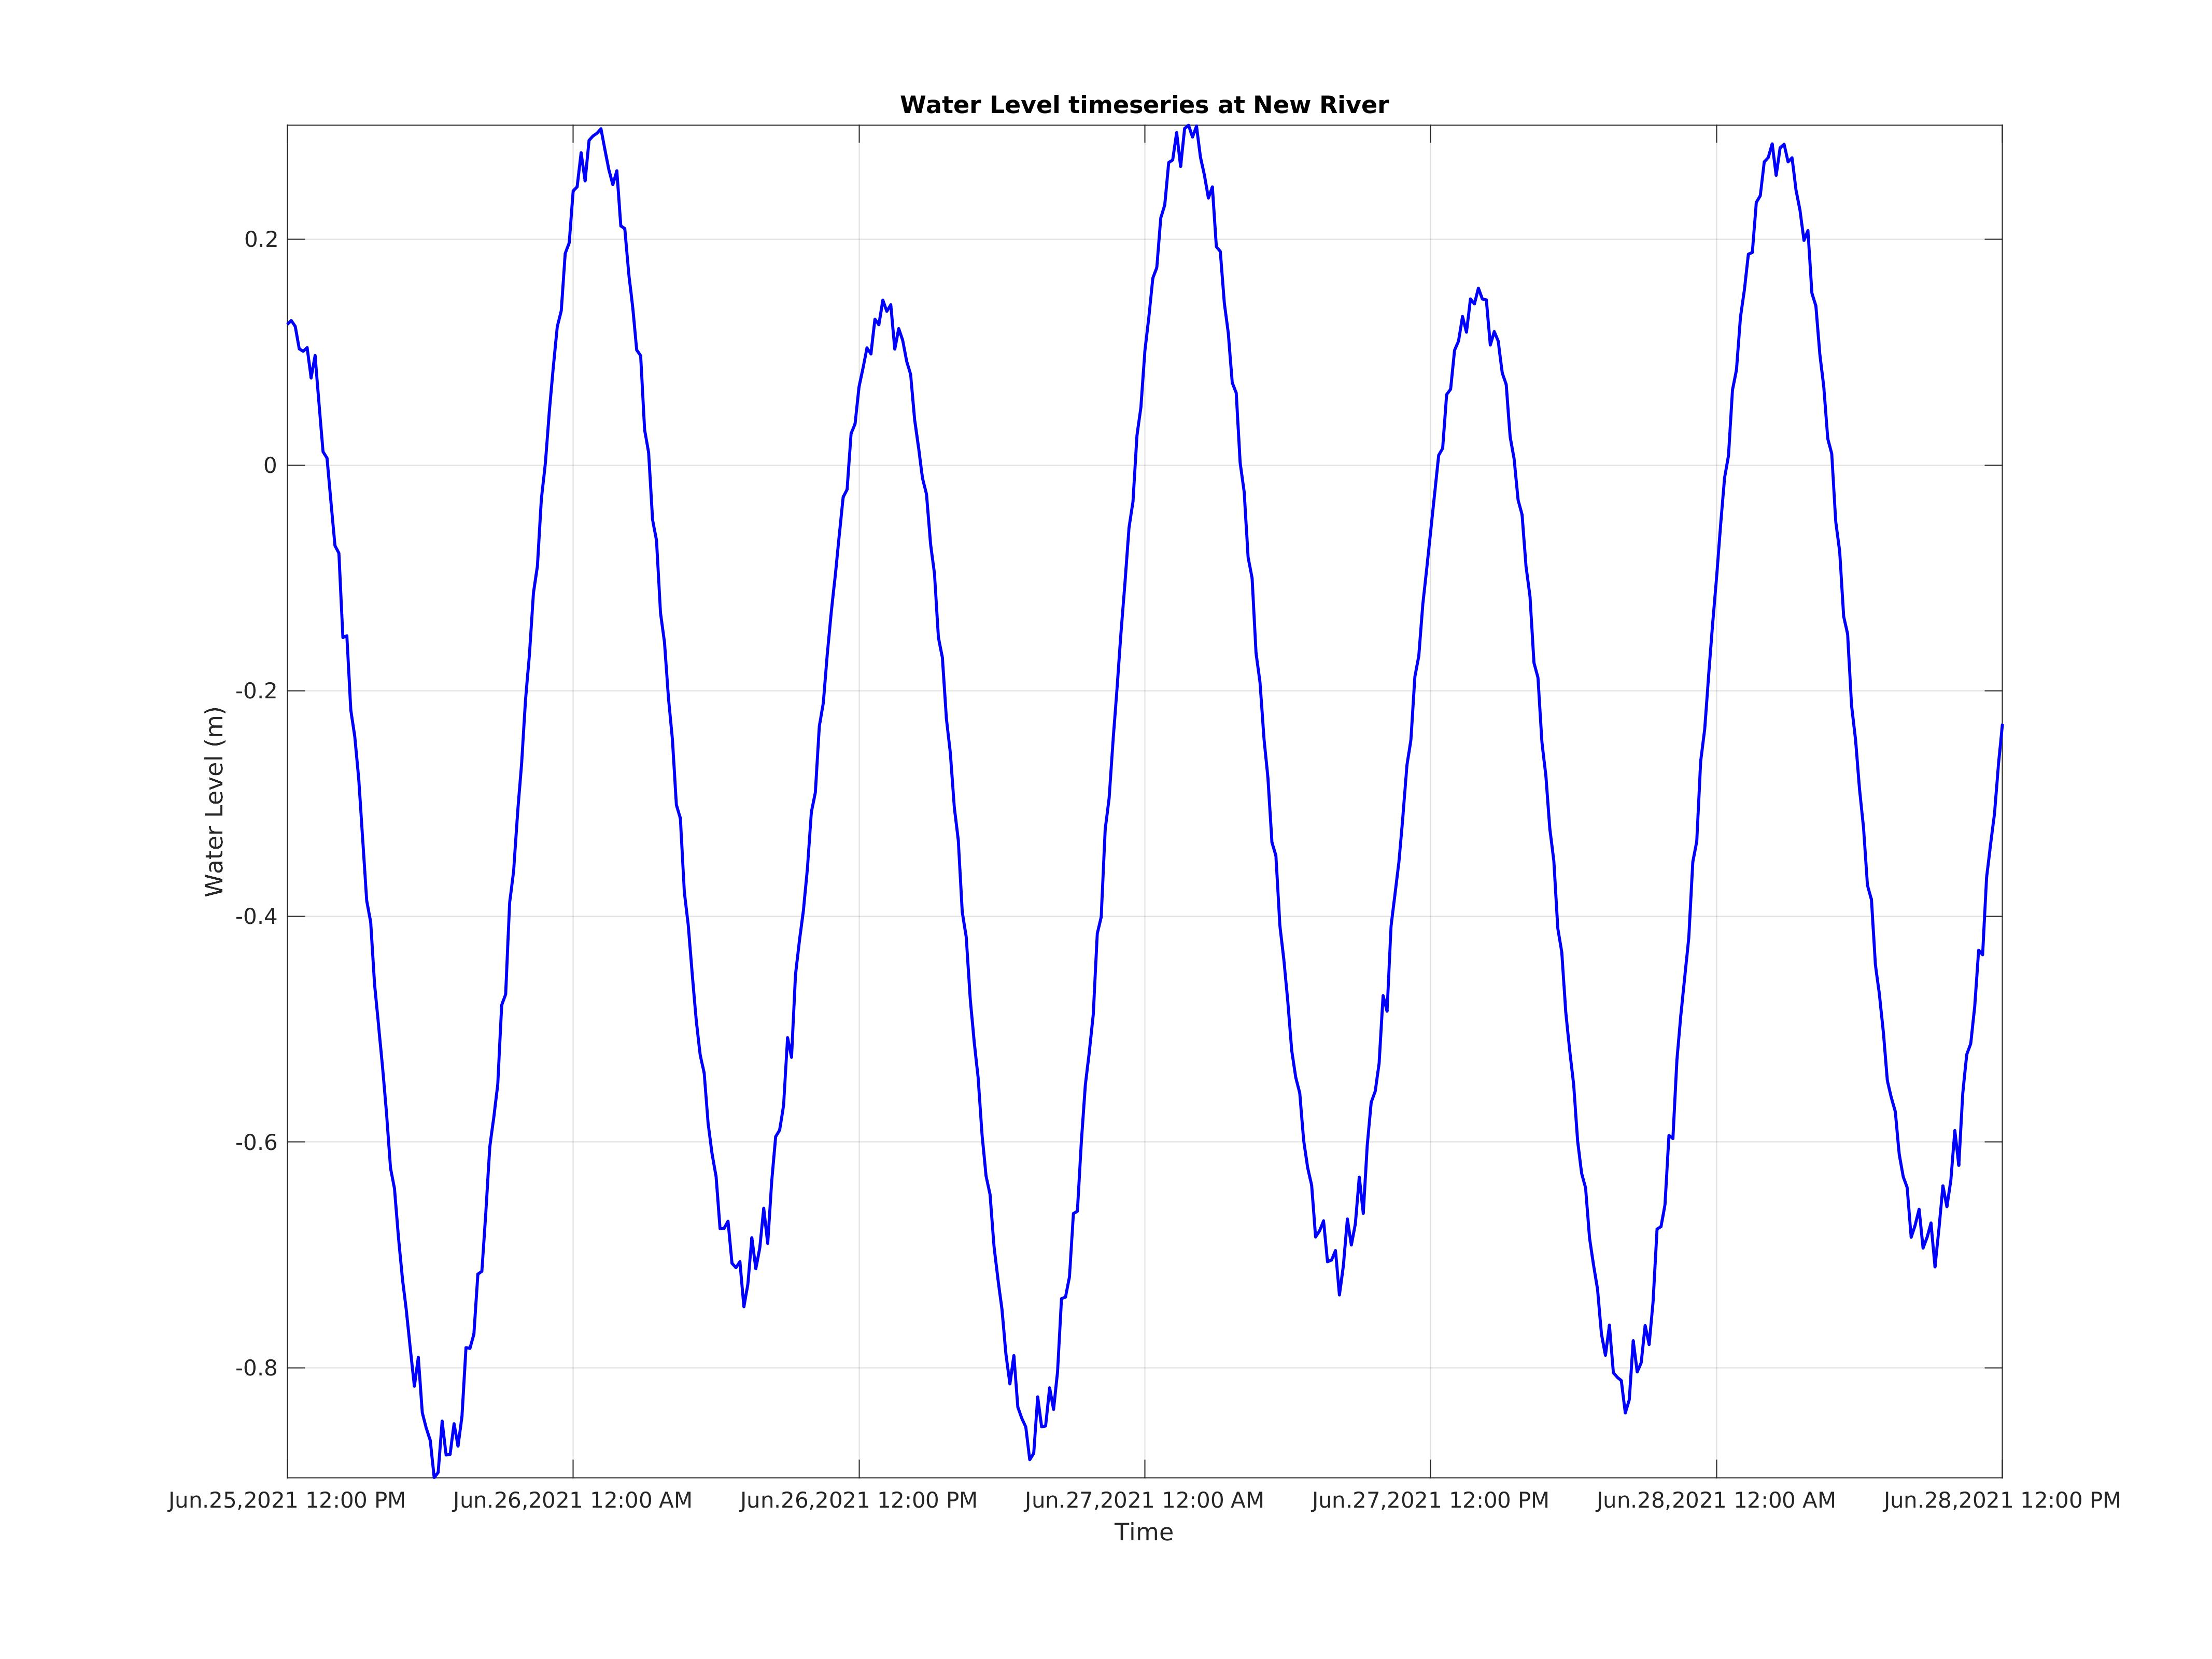 Water Level timeseries at New River
0.2
0
-0.2
-0.4
-0.6
-0.8
Water Level (m)
Jun.25,2021 12:00 PM
Jun.26,2021 12:00 AM
Jun.26,2021 12:00 PM
Jun.27,2021 12:00 AM
Jun.27,2021 12:00 PM
Jun.28,2021 12:00 AM
Jun.28,2021 12:00 PM
Time